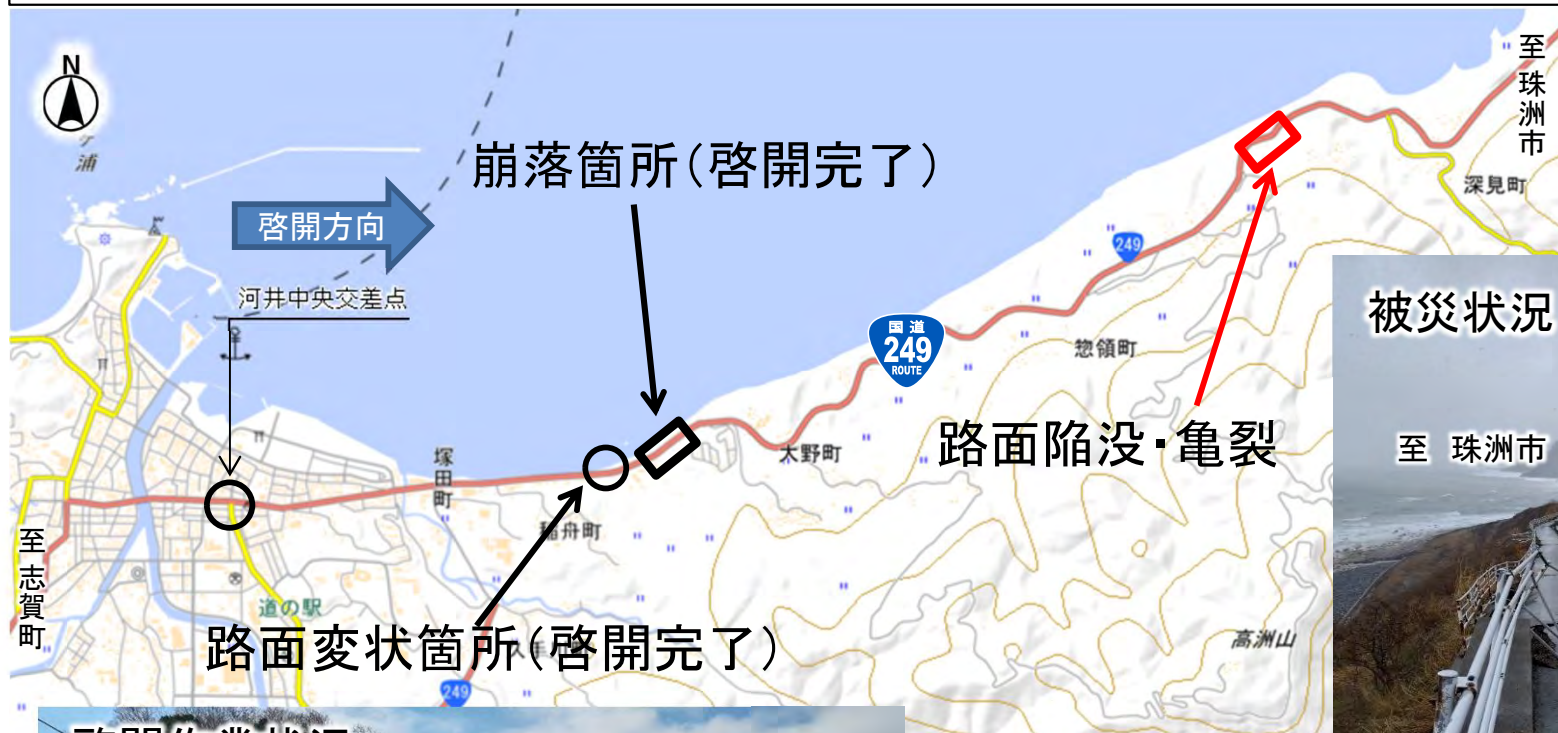 N
ヶ浦
啓開方向
崩落箇所(啓開完了)
至 珠洲市
深見町
249
被災状況
河井中央交差点
国道
249
ROUTE
惣領町
路面陥没・亀裂
至 珠洲市
大野町
塚田町
稲舟町
至 志賀町
道の駅
路面変状箇所(啓開完了)
高洲山
249